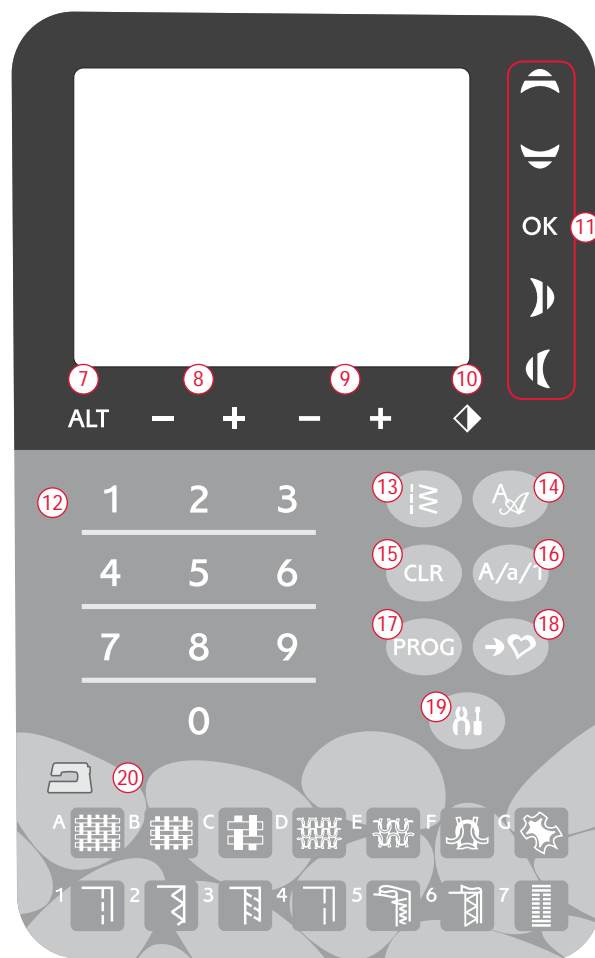 OK 11
7 8 9 10
ALT − + − +
12 1 2 3 13 14
4 5 6 15 CLR 16 A/a/1
7 8 9 17 PROG 18
0 19
20
A B C D E F G
1 2 3 4 5 6 7